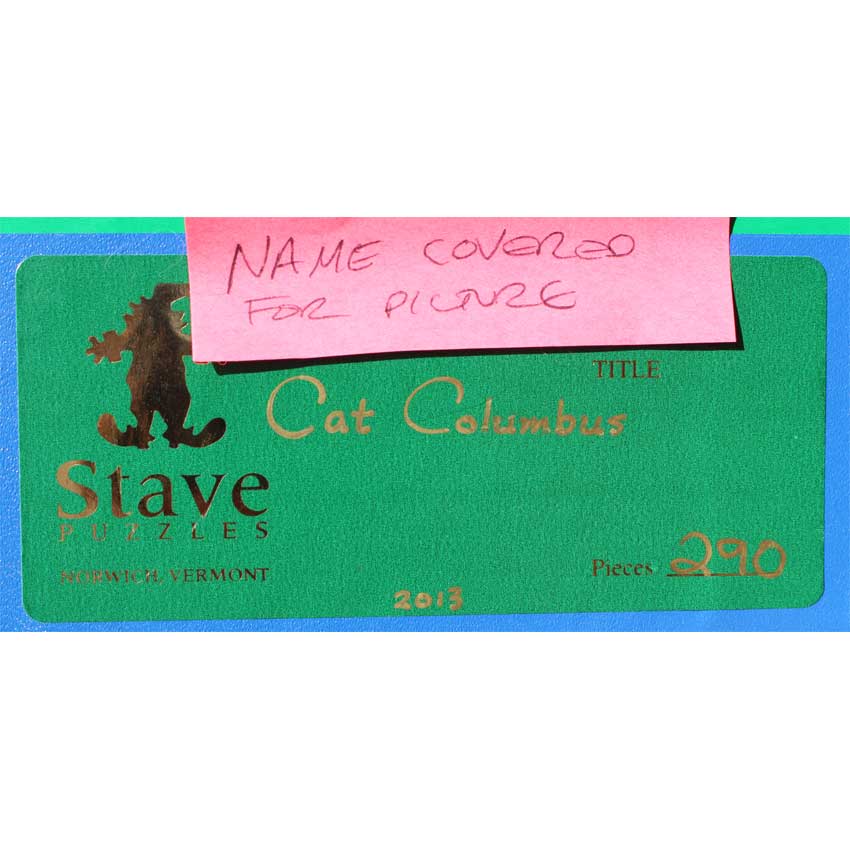 NAME COVERED
FOR PICTURE
TITLE
Cat Columbus
Stave
PUZZLES
NORWICH, VERMONT
Pieces 290
2013